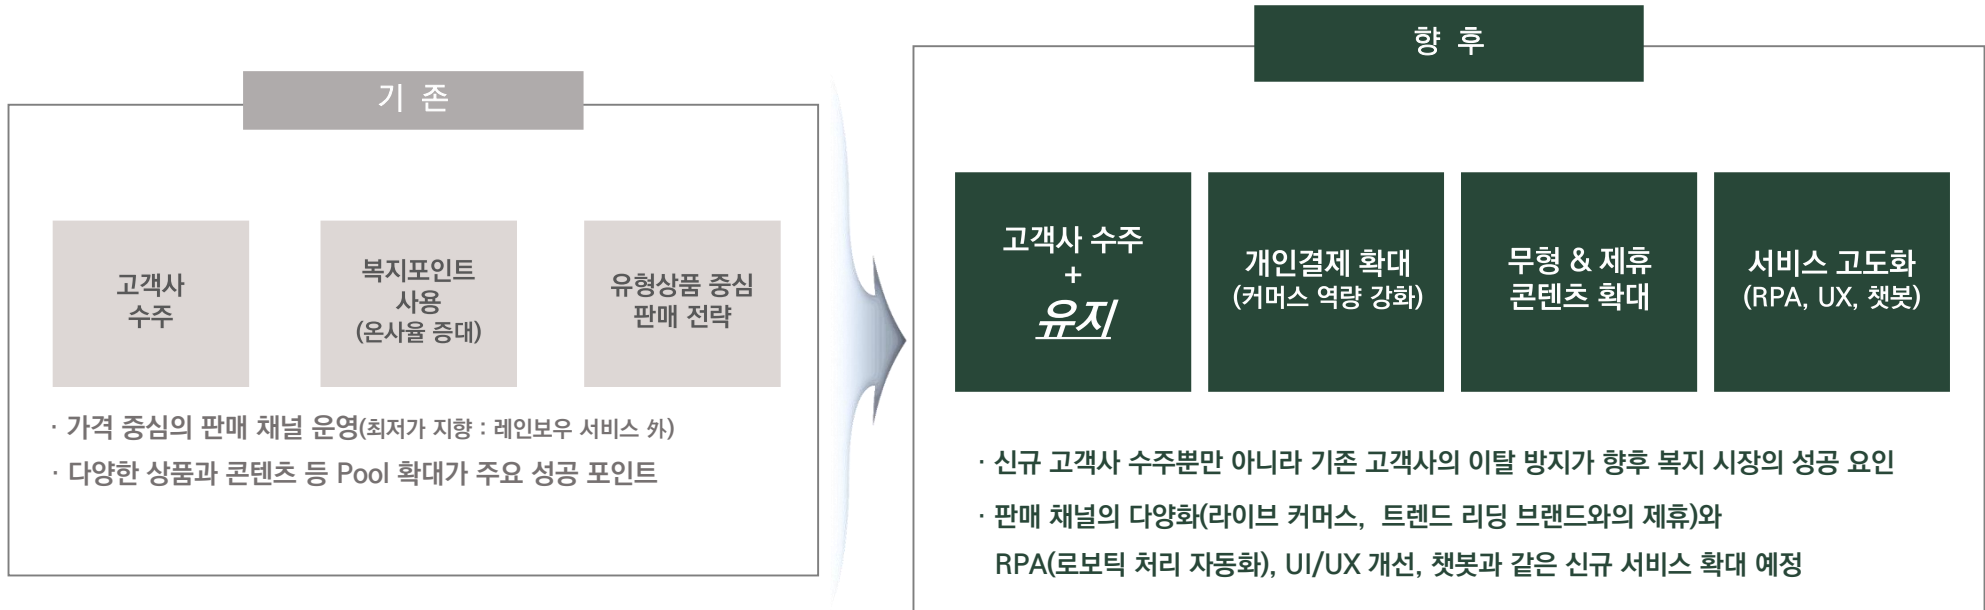 기 존
고객사
수주
복지포인트
사용
(온사율 증대)
유형상품 중심
판매 전략
· 가격 중심의 판매 채널 운영(최저가 지향 : 레인보우 서비스 外)
· 다양한 상품과 콘텐츠 등 Pool 확대가 주요 성공 포인트
향 후
고객사 수주
+
유지
개인결제 확대
(커머스 역량 강화)
무형 & 제휴
콘텐츠 확대
서비스 고도화
(RPA, UX, 챗봇)
· 신규 고객사 수주뿐만 아니라 기존 고객사의 이탈 방지가 향후 복지 시장의 성공 요인
· 판매 채널의 다양화(라이브 커머스, 트렌드 리딩 브랜드와의 제휴)와
RPA(로보틱 처리 자동화), UI/UX 개선, 챗봇과 같은 신규 서비스 확대 예정